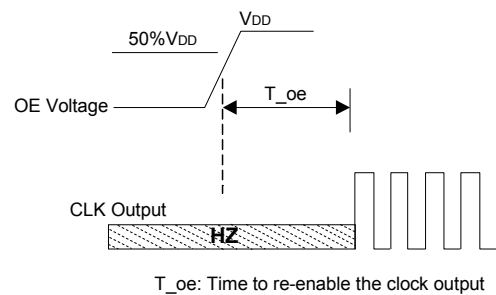 VDD
50%VDD
T_oe
OE Voltage
CLK Output
HZ
T_oe: Time to re-enable the clock output